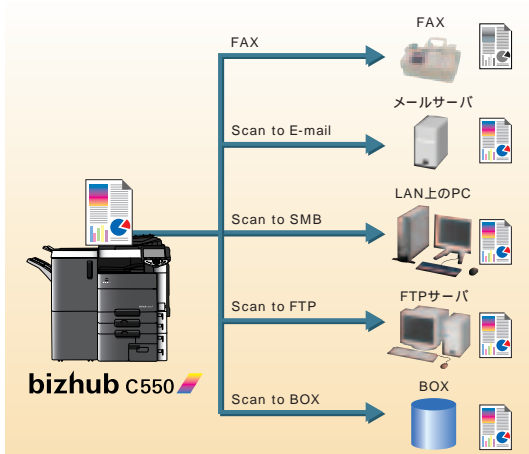 FAX
FAX
メールサーバ
Scan to E-mail
LAN上のPC
Scan to SMB
FTPサーバ
Scan to FTP
bizhub C550
BOX
Scan to BOX